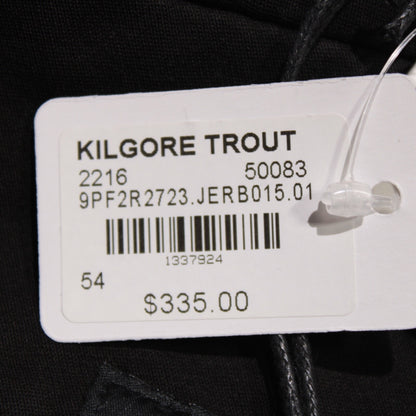 KILGORE TROUT
2216 50083
9PF2R2723.JERB015.01
1337924
54
$335.00